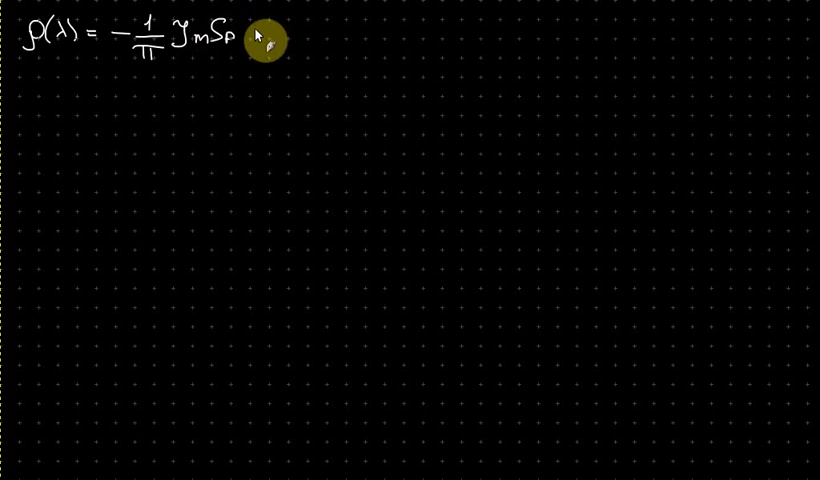 ρ(λ) = - 1/π Im Sp